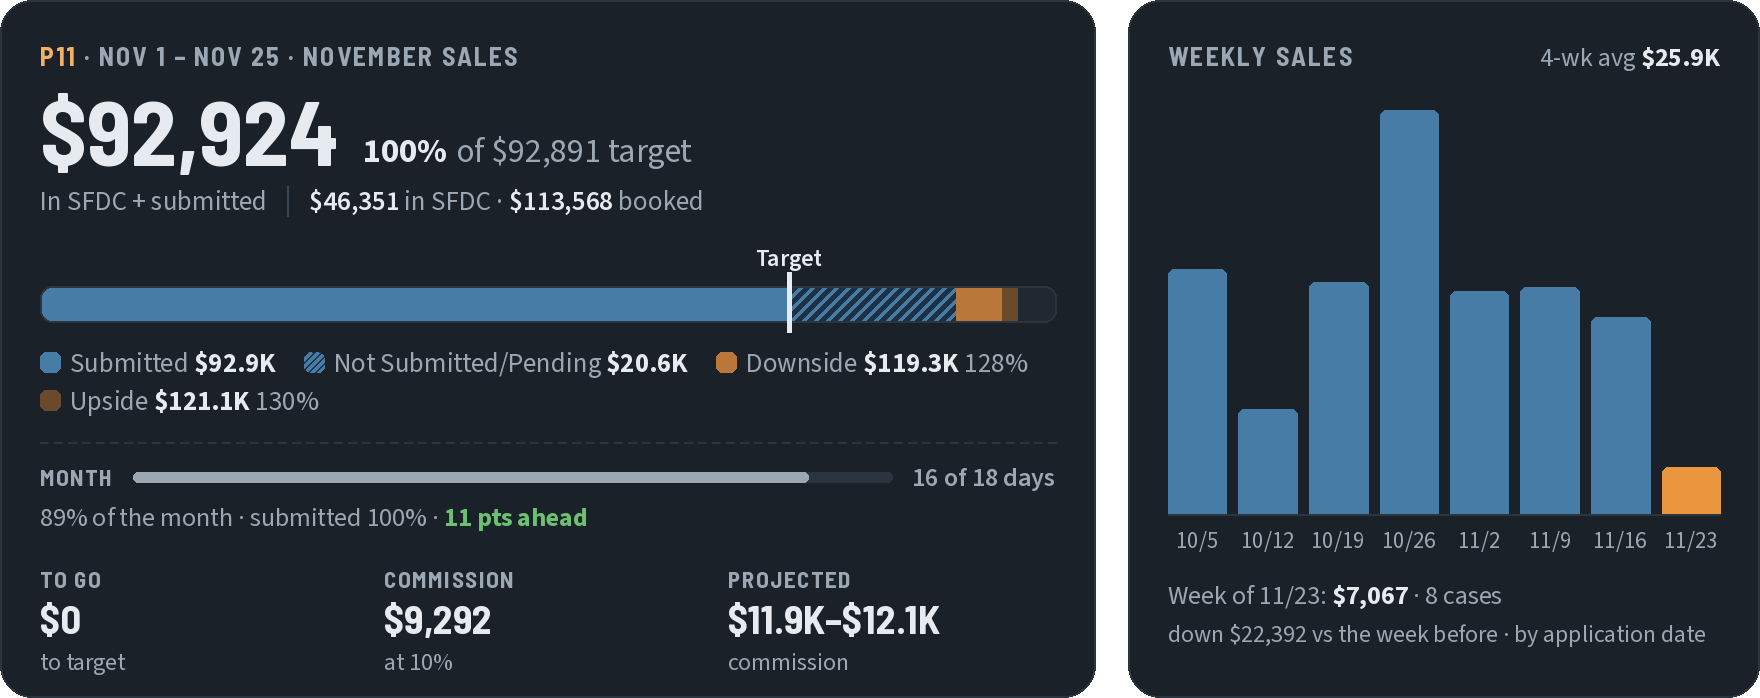 P11 · NOV 1 – NOV 25 · NOVEMBER SALES
$92,924 100% of $92,891 target
In SFDC + submitted $46,351 in SFDC · $113,568 booked
Target
Submitted $92.9K Not Submitted/Pending $20.6K Downside $119.3K 128%
Upside $121.1K 130%
MONTH 16 of 18 days
89% of the month · submitted 100% · 11 pts ahead
TO GO COMMISSION PROJECTED
$0 $9,292 $11.9K–$12.1K
to target at 10% commission
WEEKLY SALES 4-wk avg $25.9K
10/5 10/12 10/19 10/26 11/2 11/9 11/16 11/23
Week of 11/23: $7,067 · 8 cases
down $22,392 vs the week before · by application date